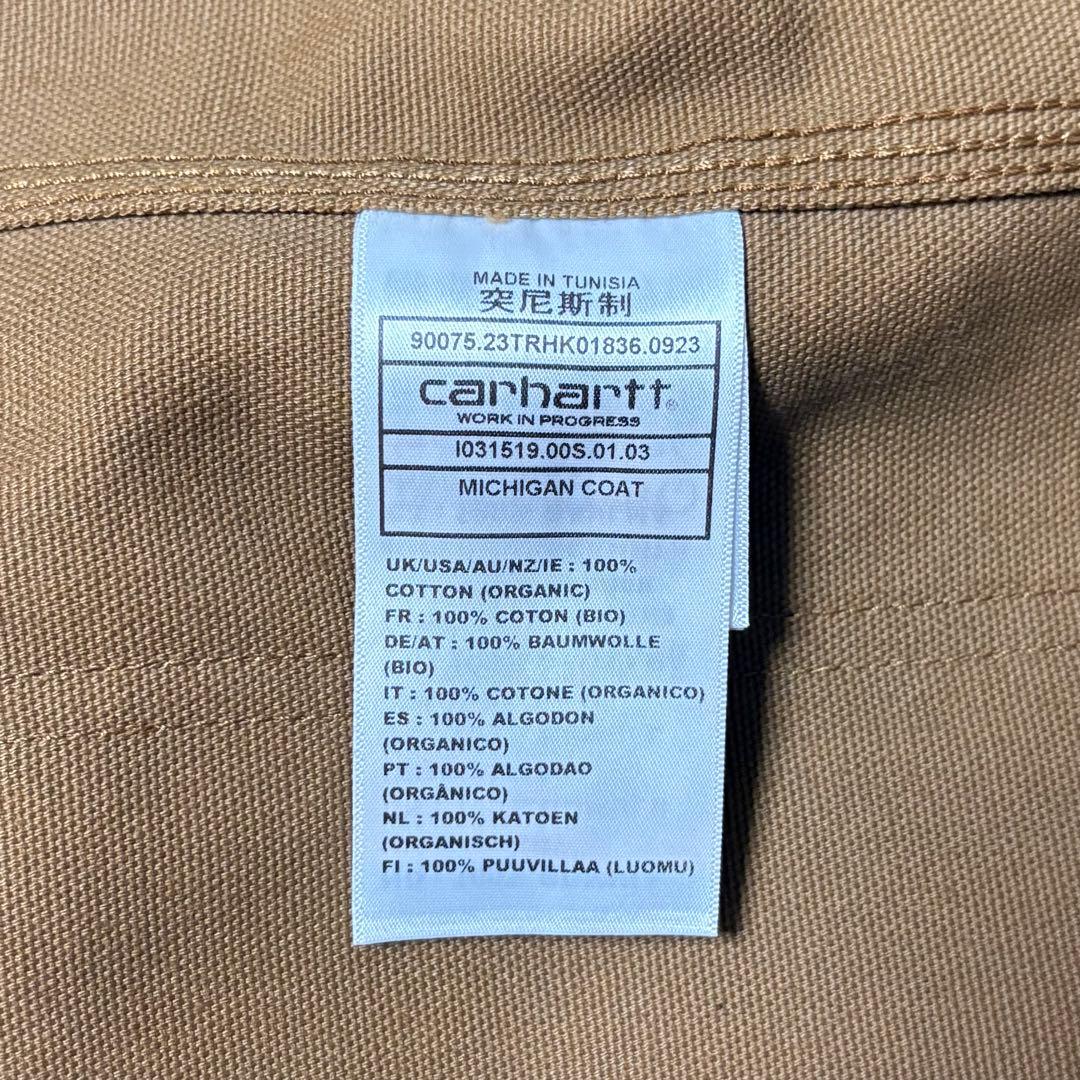 MADE IN TUNISIA
突尼斯制
90075.23TRHK01836.0923
carhartt®
WORK IN PROGRESS
I031519.00S.01.03
MICHIGAN COAT
UK/USA/AU/NZ/IE : 100%
COTTON (ORGANIC)
FR : 100% COTON (BIO)
DE/AT : 100% BAUMWOLLE
(BIO)
IT : 100% COTONE (ORGANICO)
ES : 100% ALGODON
(ORGANICO)
PT : 100% ALGODAO
(ORGÂNICO)
NL : 100% KATOEN
(ORGANISCH)
FI : 100% PUUVILLAA (LUOMU)